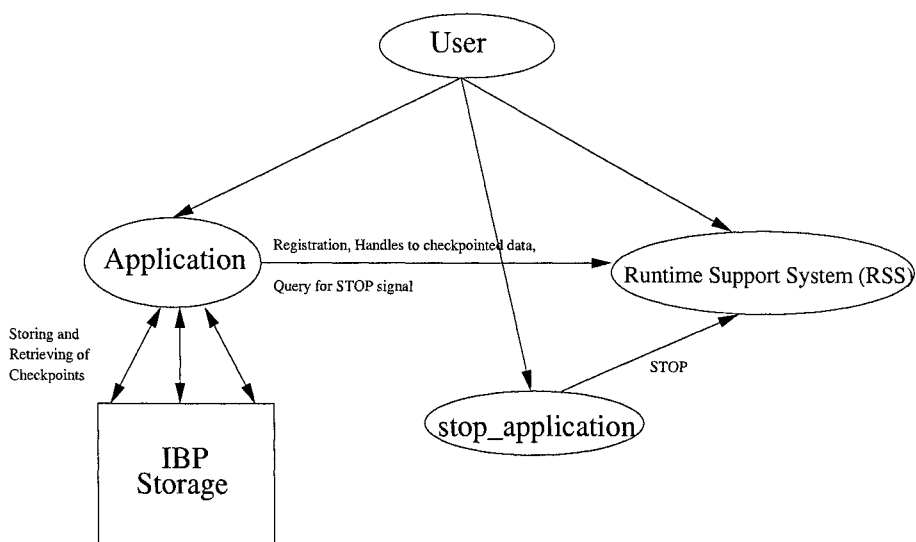 User
Application
Registration, Handles to checkpointed data,
Query for STOP signal
Runtime Support System (RSS)
Storing and
Retrieving of
Checkpoints
STOP
stop_application
IBP
Storage